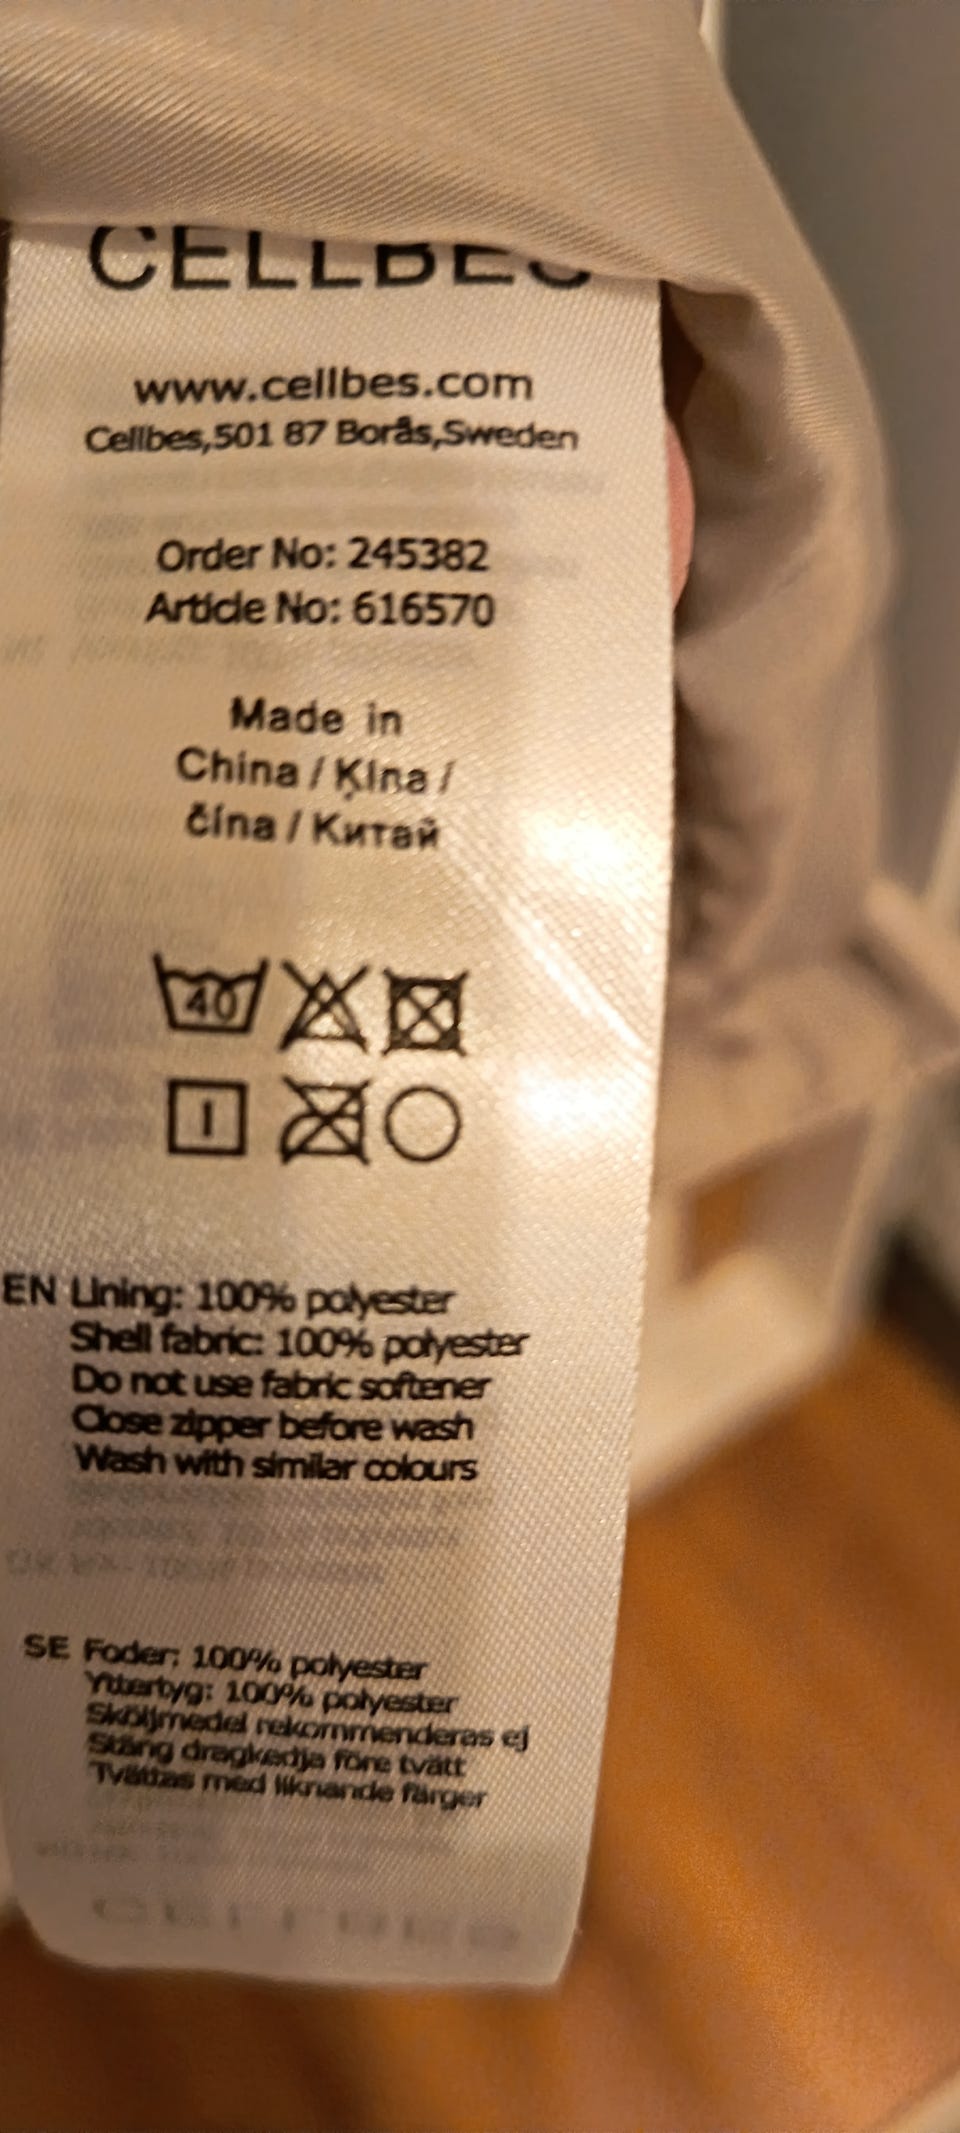 CELLBES
www.cellbes.com
Cellbes,501 87 Borås,Sweden
Order No: 245382
Article No: 616570
Made in
China / Ķīna /
čína / Китай
40
EN Lining: 100% polyester
Shell fabric: 100% polyester
Do not use fabric softener
Close zipper before wash
Wash with similar colours
SE Foder: 100% polyester
Yttertyg: 100% polyester
Sköljmedel rekommenderas ej
Stäng dragkedja före tvätt
Tvättas med liknande färger